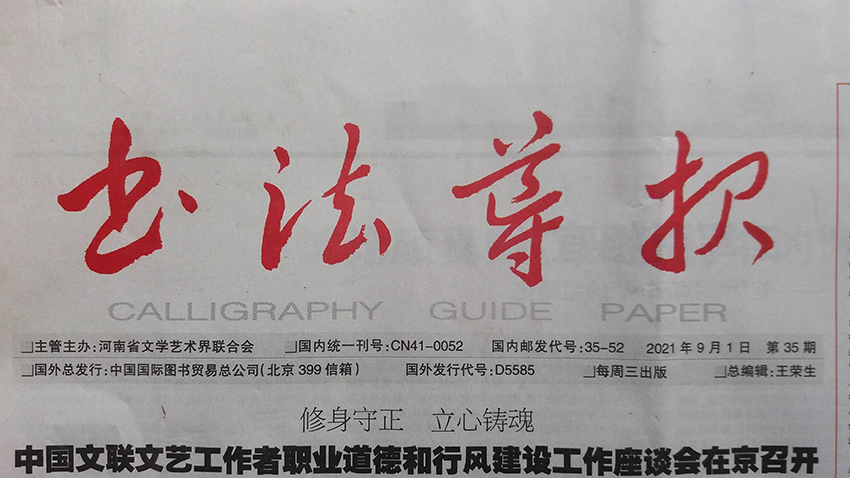 书法导报
CALLIGRAPHY GUIDE PAPER
❑主管主办:河南省文学艺术界联合会 ❑国内统一刊号:CN41-0052 国内邮发代号:35-52 2021年9月1日 第35期
❑国外总发行:中国国际图书贸易总公司(北京399信箱) 国外发行代号:D5585 ❑每周三出版 ❑总编辑:王荣生
修身守正 立心铸魂
中国文联文艺工作者职业道德和行风建设工作座谈会在京召开